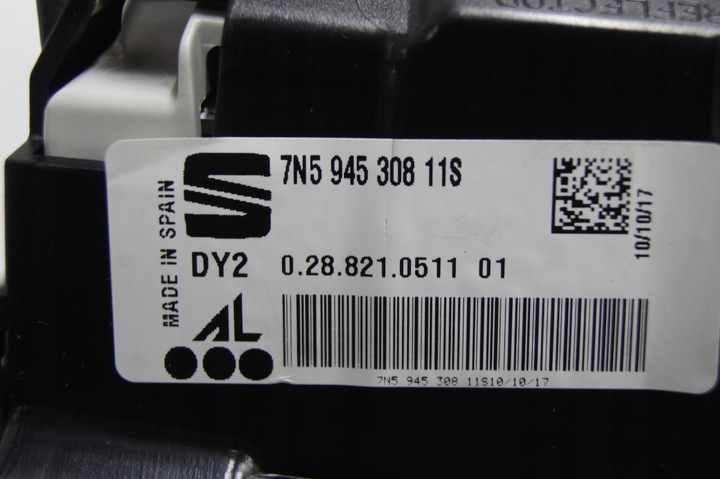 REFLECTOR
7N5 945 308 11S
MADE IN SPAIN
10/10/17
DY2 0.28.821.0511 01
AL
7N5 945 308 11S10/10/17